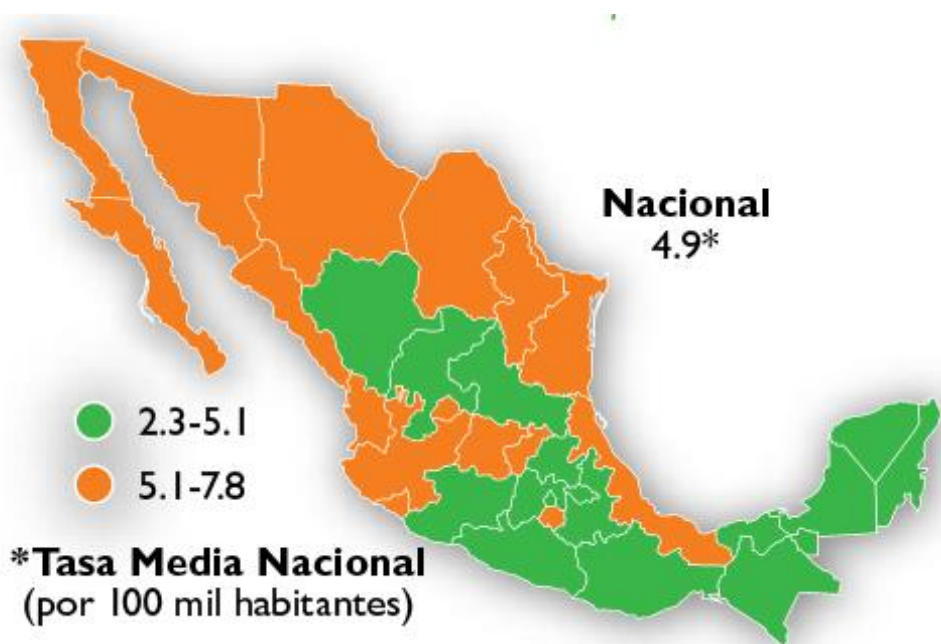 Nacional
4.9*
2.3-5.1
5.1-7.8
*Tasa Media Nacional
(por 100 mil habitantes)